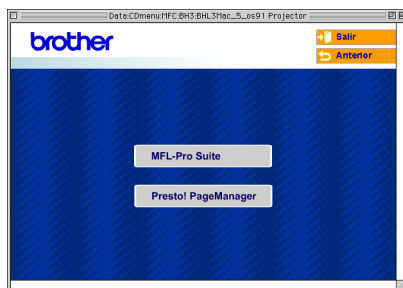 Data:CDmenu:MFC:BH3:BHL3Mac_5_os91 Projector
brother
Salir
Anterior
MFL-Pro Suite
Presto! PageManager